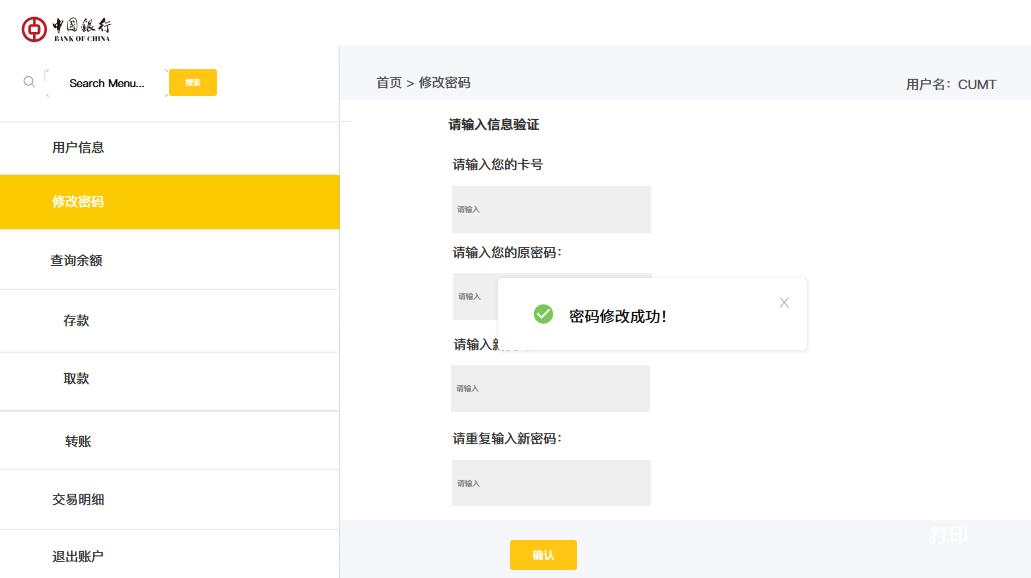 中国银行
BANK OF CHINA
Search Menu...
搜索
首页 > 修改密码
用户名：CUMT
用户信息
修改密码
查询余额
存款
取款
转账
交易明细
退出账户
请输入信息验证
请输入您的卡号
请输入
请输入您的原密码：
请输入
密码修改成功！
请输入新
请输入
请重复输入新密码：
请输入
打印
确认